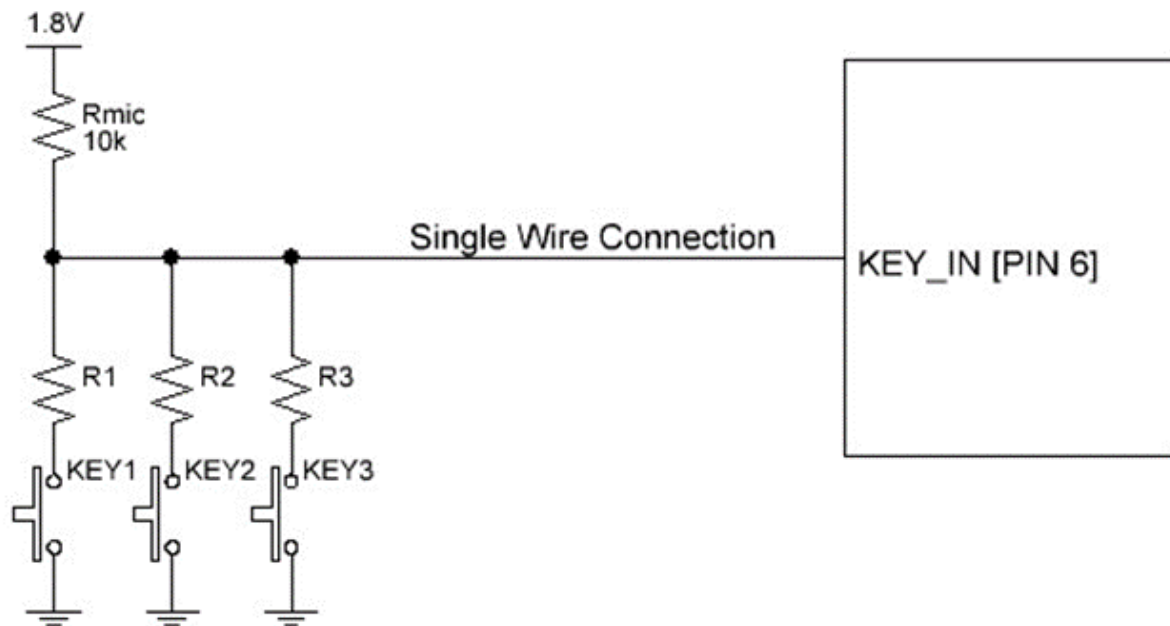 1.8V
Rmic
10k
Single Wire Connection
KEY_IN [PIN 6]
R1
R2
R3
KEY1
KEY2
KEY3